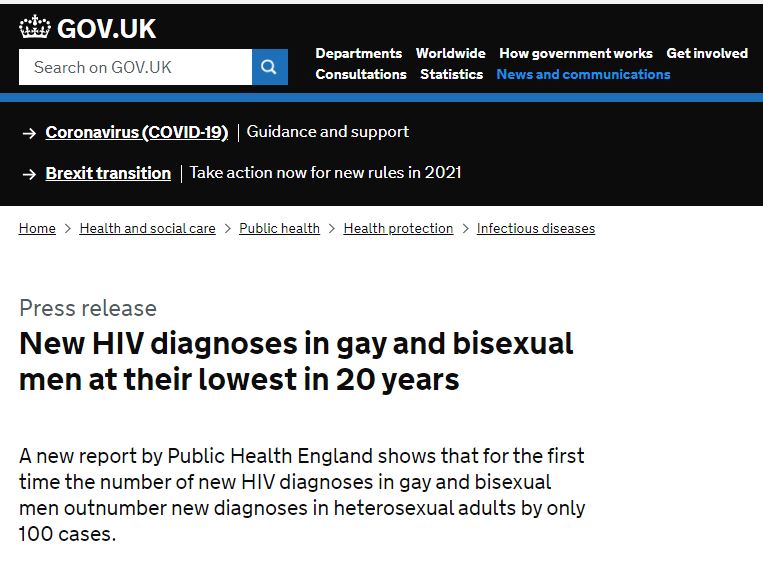 GOV.UK
Search on GOV.UK
Departments Worldwide How government works Get involved
Consultations Statistics News and communications
→ Coronavirus (COVID-19) | Guidance and support
→ Brexit transition | Take action now for new rules in 2021
Home > Health and social care > Public health > Health protection > Infectious diseases
Press release
New HIV diagnoses in gay and bisexual
men at their lowest in 20 years
A new report by Public Health England shows that for the first
time the number of new HIV diagnoses in gay and bisexual
men outnumber new diagnoses in heterosexual adults by only
100 cases.